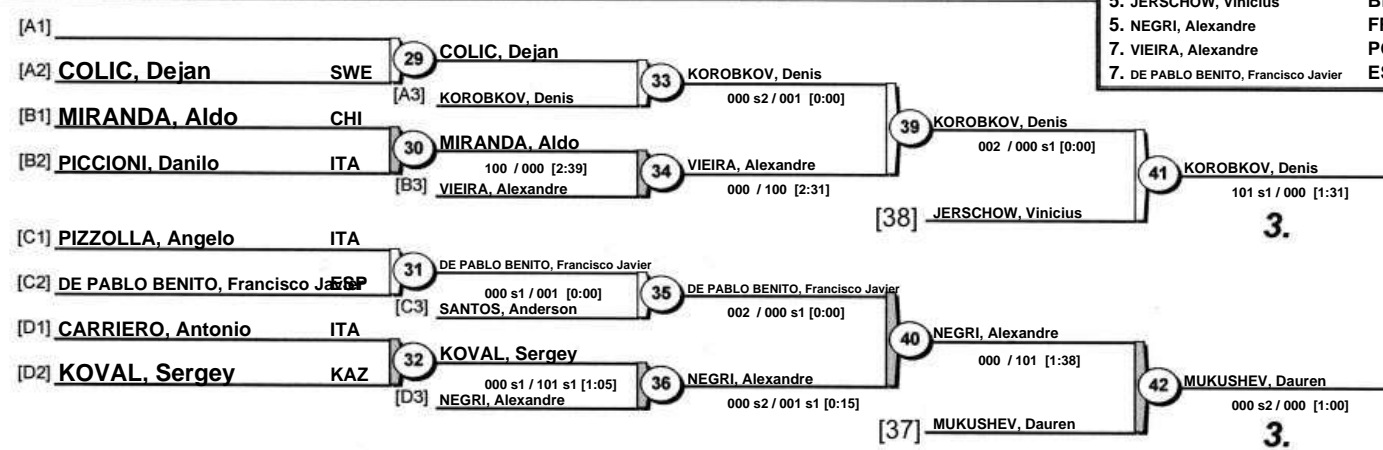 5. JERSCHOW, Vinicius
5. NEGRI, Alexandre
7. VIEIRA, Alexandre
7. DE PABLO BENITO, Francisco Javier
[A1]
[A2] COLIC, Dejan SWE
29
COLIC, Dejan
[A3] KOROBKOV, Denis
33
KOROBKOV, Denis
000 s2 / 001 [0:00]
[B1] MIRANDA, Aldo CHI
[B2] PICCIONI, Danilo ITA
30
MIRANDA, Aldo
100 / 000 [2:39]
[B3] VIEIRA, Alexandre
34
VIEIRA, Alexandre
000 / 100 [2:31]
39
KOROBKOV, Denis
002 / 000 s1 [0:00]
[38] JERSCHOW, Vinicius
41
KOROBKOV, Denis
101 s1 / 000 [1:31]
3.
[C1] PIZZOLLA, Angelo ITA
[C2] DE PABLO BENITO, Francisco Javier ESP
31
DE PABLO BENITO, Francisco Javier
000 s1 / 001 [0:00]
[C3] SANTOS, Anderson
35
DE PABLO BENITO, Francisco Javier
002 / 000 s1 [0:00]
[D1] CARRIERO, Antonio ITA
[D2] KOVAL, Sergey KAZ
32
KOVAL, Sergey
000 s1 / 101 s1 [1:05]
[D3] NEGRI, Alexandre
36
NEGRI, Alexandre
000 s2 / 001 s1 [0:15]
40
NEGRI, Alexandre
000 / 101 [1:38]
[37] MUKUSHEV, Dauren
42
MUKUSHEV, Dauren
000 s2 / 000 [1:00]
3.